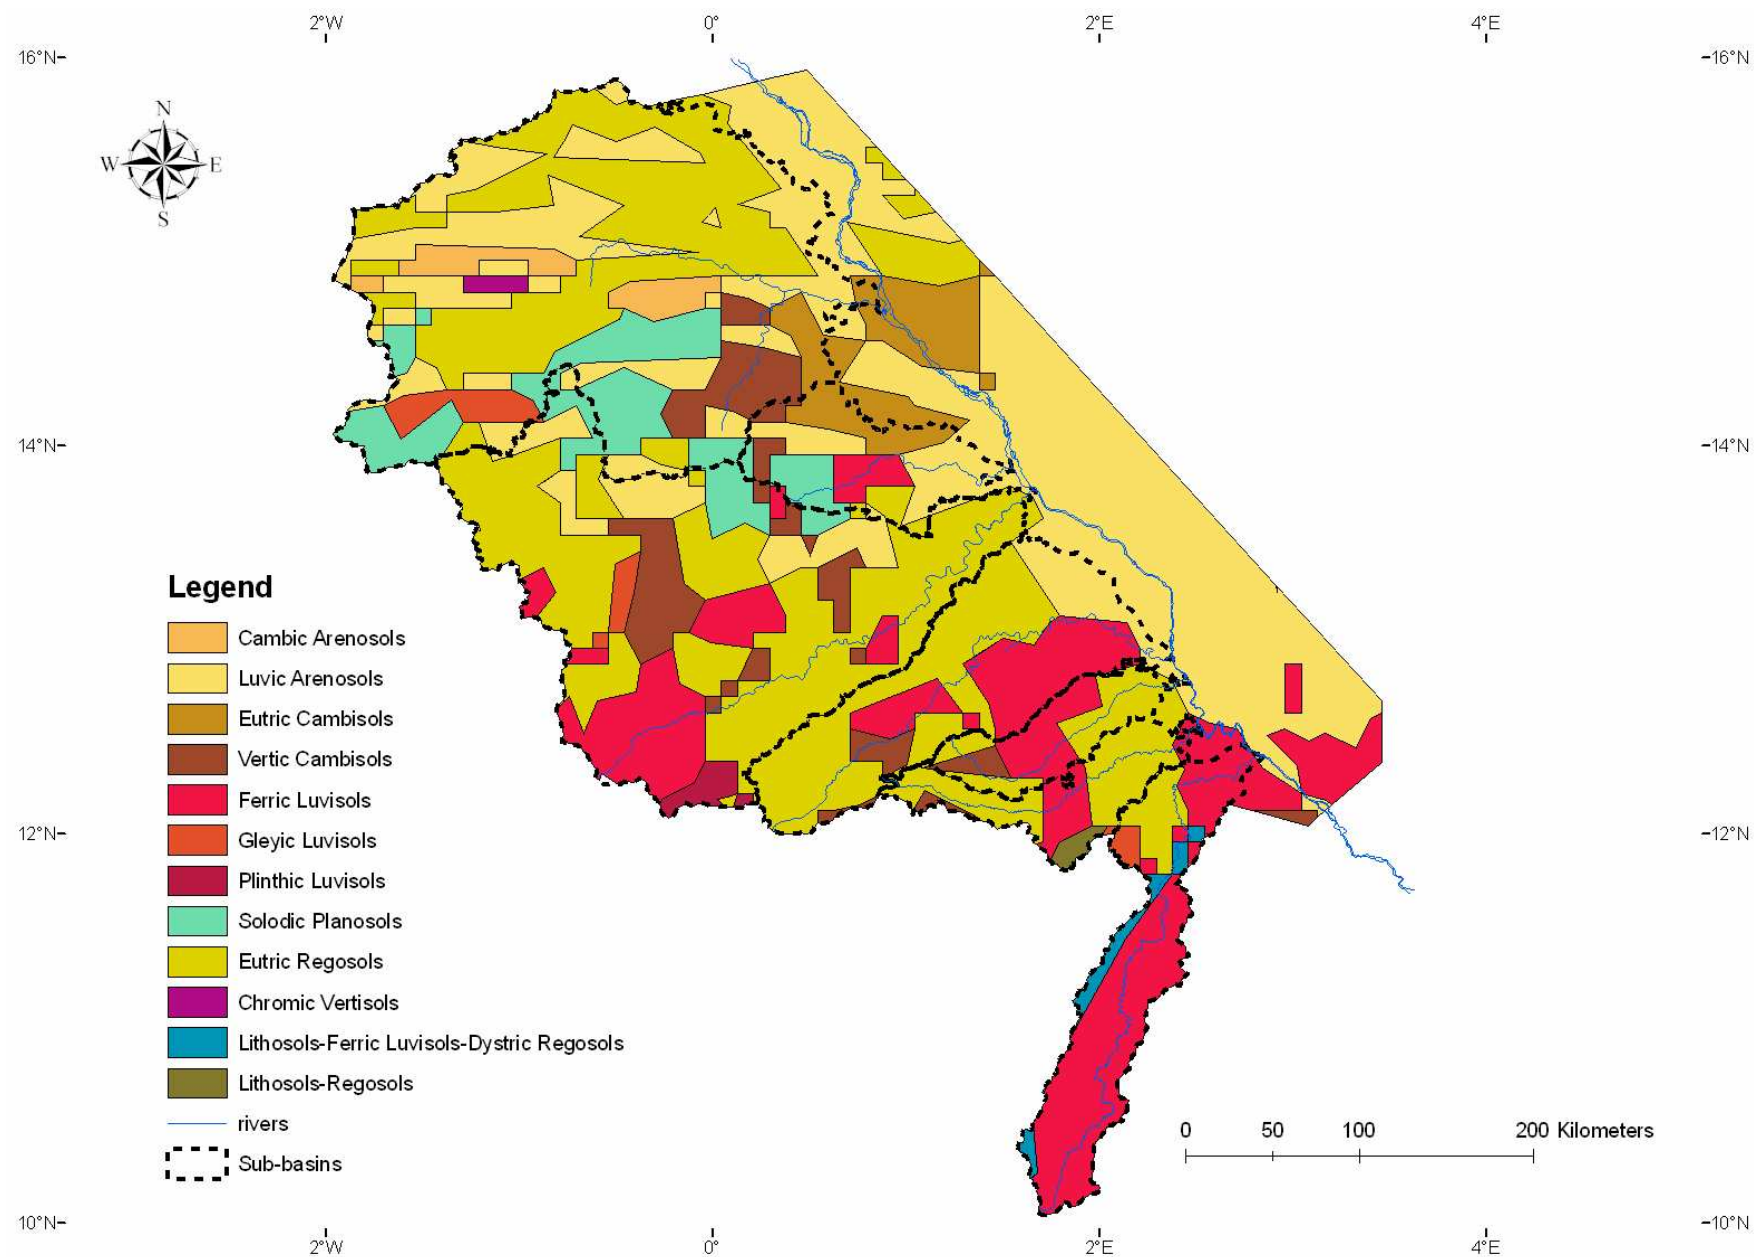 2°W 0° 2°E 4°E
16°N 16°N
N
W E
S
14°N 14°N
Legend
Cambic Arenosols
Luvic Arenosols
Eutric Cambisols
Vertic Cambisols
Ferric Luvisols
Gleyic Luvisols
Plinthic Luvisols
Solodic Planosols
Eutric Regosols
Chromic Vertisols
Lithosols-Ferric Luvisols-Dystric Regosols
Lithosols-Regosols
rivers
Sub-basins
12°N 12°N
0 50 100 200 Kilometers
10°N 10°N
2°W 0° 2°E 4°E